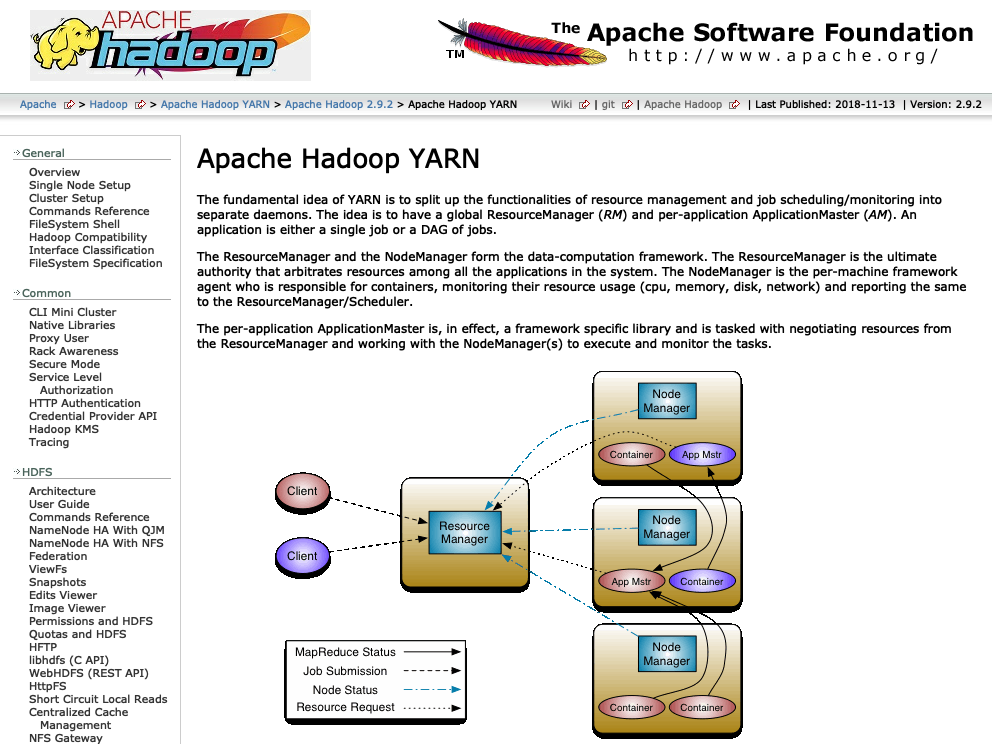 APACHE
hadoop
TM
The Apache Software Foundation
http://www.apache.org/
Apache > Hadoop > Apache Hadoop YARN > Apache Hadoop 2.9.2 > Apache Hadoop YARN
Wiki | git | Apache Hadoop | Last Published: 2018-11-13 | Version: 2.9.2
General
Overview
Single Node Setup
Cluster Setup
Commands Reference
FileSystem Shell
Hadoop Compatibility
Interface Classification
FileSystem Specification
Common
CLI Mini Cluster
Native Libraries
Proxy User
Rack Awareness
Secure Mode
Service Level
Authorization
HTTP Authentication
Credential Provider API
Hadoop KMS
Tracing
HDFS
Architecture
User Guide
Commands Reference
NameNode HA With QJM
NameNode HA With NFS
Federation
ViewFs
Snapshots
Edits Viewer
Image Viewer
Permissions and HDFS
Quotas and HDFS
HFTP
libhdfs (C API)
WebHDFS (REST API)
HttpFS
Short Circuit Local Reads
Centralized Cache
Management
NFS Gateway
Apache Hadoop YARN
The fundamental idea of YARN is to split up the functionalities of resource management and job scheduling/monitoring into
separate daemons. The idea is to have a global ResourceManager (RM) and per-application ApplicationMaster (AM). An
application is either a single job or a DAG of jobs.
The ResourceManager and the NodeManager form the data-computation framework. The ResourceManager is the ultimate
authority that arbitrates resources among all the applications in the system. The NodeManager is the per-machine framework
agent who is responsible for containers, monitoring their resource usage (cpu, memory, disk, network) and reporting the same
to the ResourceManager/Scheduler.
The per-application ApplicationMaster is, in effect, a framework specific library and is tasked with negotiating resources from
the ResourceManager and working with the NodeManager(s) to execute and monitor the tasks.
Client
Client
Resource
Manager
Node
Manager
Container
App Mstr
Node
Manager
App Mstr
Container
Node
Manager
Container
Container
MapReduce Status
Job Submission
Node Status
Resource Request